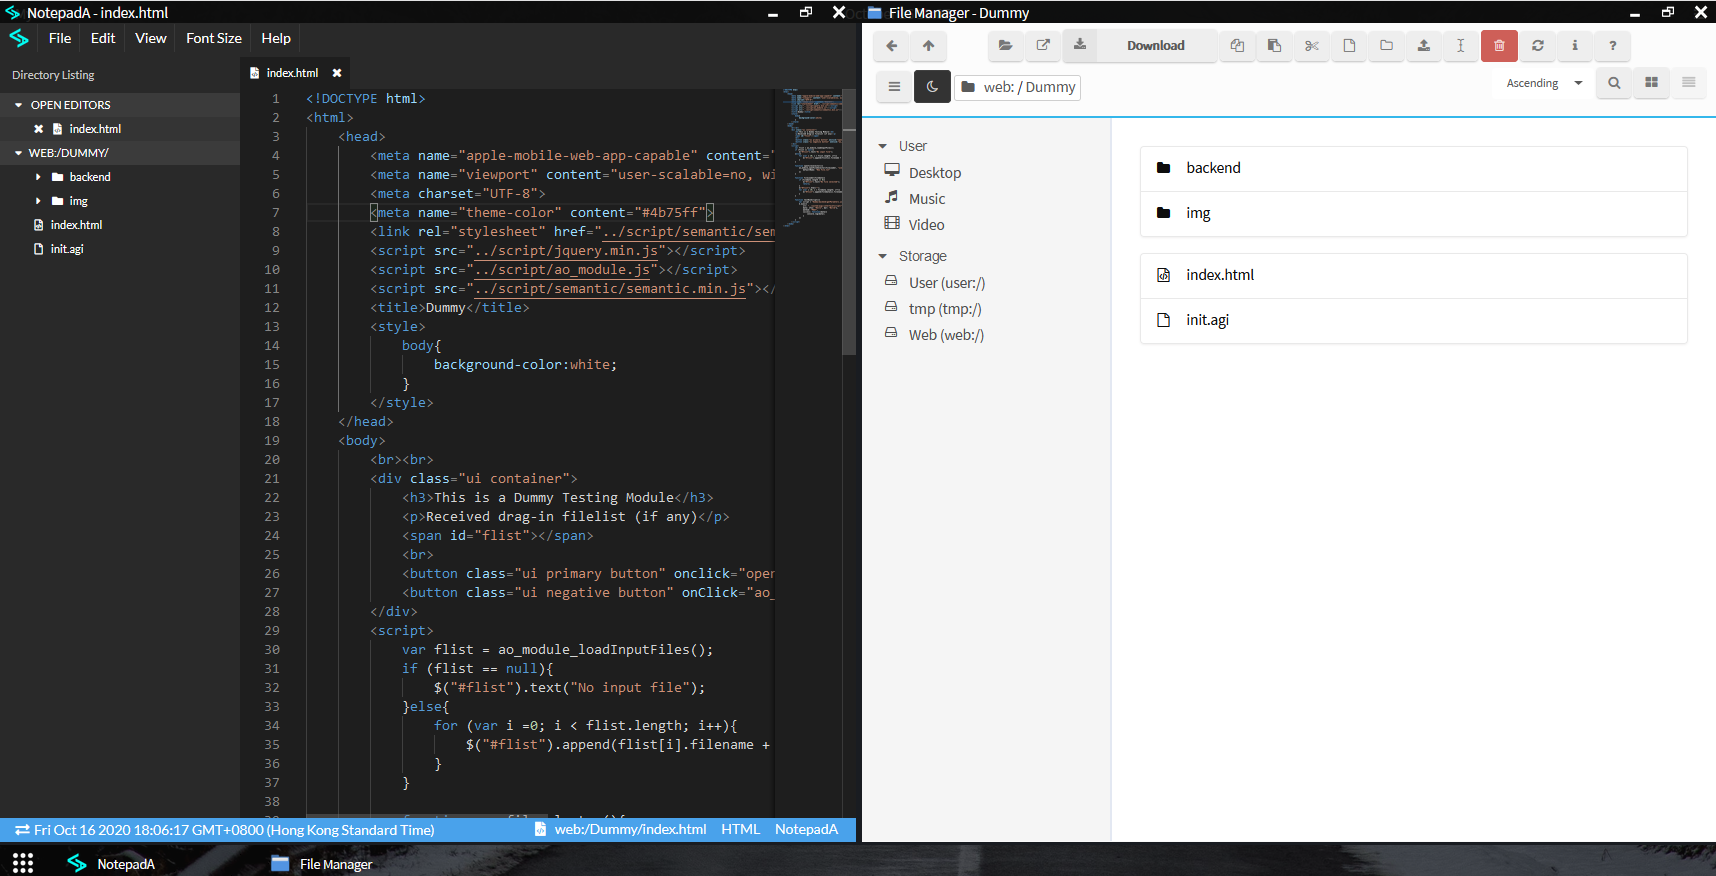 NotepadA - index.html
File Edit View Font Size Help
Directory Listing
OPEN EDITORS
index.html
WEB:/DUMMY/
backend
img
index.html
init.agi
index.html
1 <!DOCTYPE html>
2 <html>
3 <head>
4 <meta name="apple-mobile-web-app-capable" content="
5 <meta name="viewport" content="user-scalable=no, wi
6 <meta charset="UTF-8">
7 <meta name="theme-color" content="#4b75ff">
8 <link rel="stylesheet" href="../script/semantic/sem
9 <script src="../script/jquery.min.js"></script>
10 <script src="../script/ao_module.js"></script>
11 <script src="../script/semantic/semantic.min.js"></
12 <title>Dummy</title>
13 <style>
14 body{
15 background-color:white;
16 }
17 </style>
18 </head>
19 <body>
20 <br><br>
21 <div class="ui container">
22 <h3>This is a Dummy Testing Module</h3>
23 <p>Received drag-in filelist (if any)</p>
24 <span id="flist"></span>
25 <br>
26 <button class="ui primary button" onclick="open
27 <button class="ui negative button" onClick="ao_
28 </div>
29 <script>
30 var flist = ao_module_loadInputFiles();
31 if (flist == null){
32 $("#flist").text("No input file");
33 }else{
34 for (var i =0; i < flist.length; i++){
35 $("#flist").append(flist[i].filename +
36 }
37 }
38
Fri Oct 16 2020 18:06:17 GMT+0800 (Hong Kong Standard Time)
web:/Dummy/index.html HTML NotepadA
File Manager - Dummy
Download
web: / Dummy
Ascending
User
Desktop
Music
Video
Storage
User (user:/)
tmp (tmp:/)
Web (web:/)
backend
img
index.html
init.agi
NotepadA
File Manager